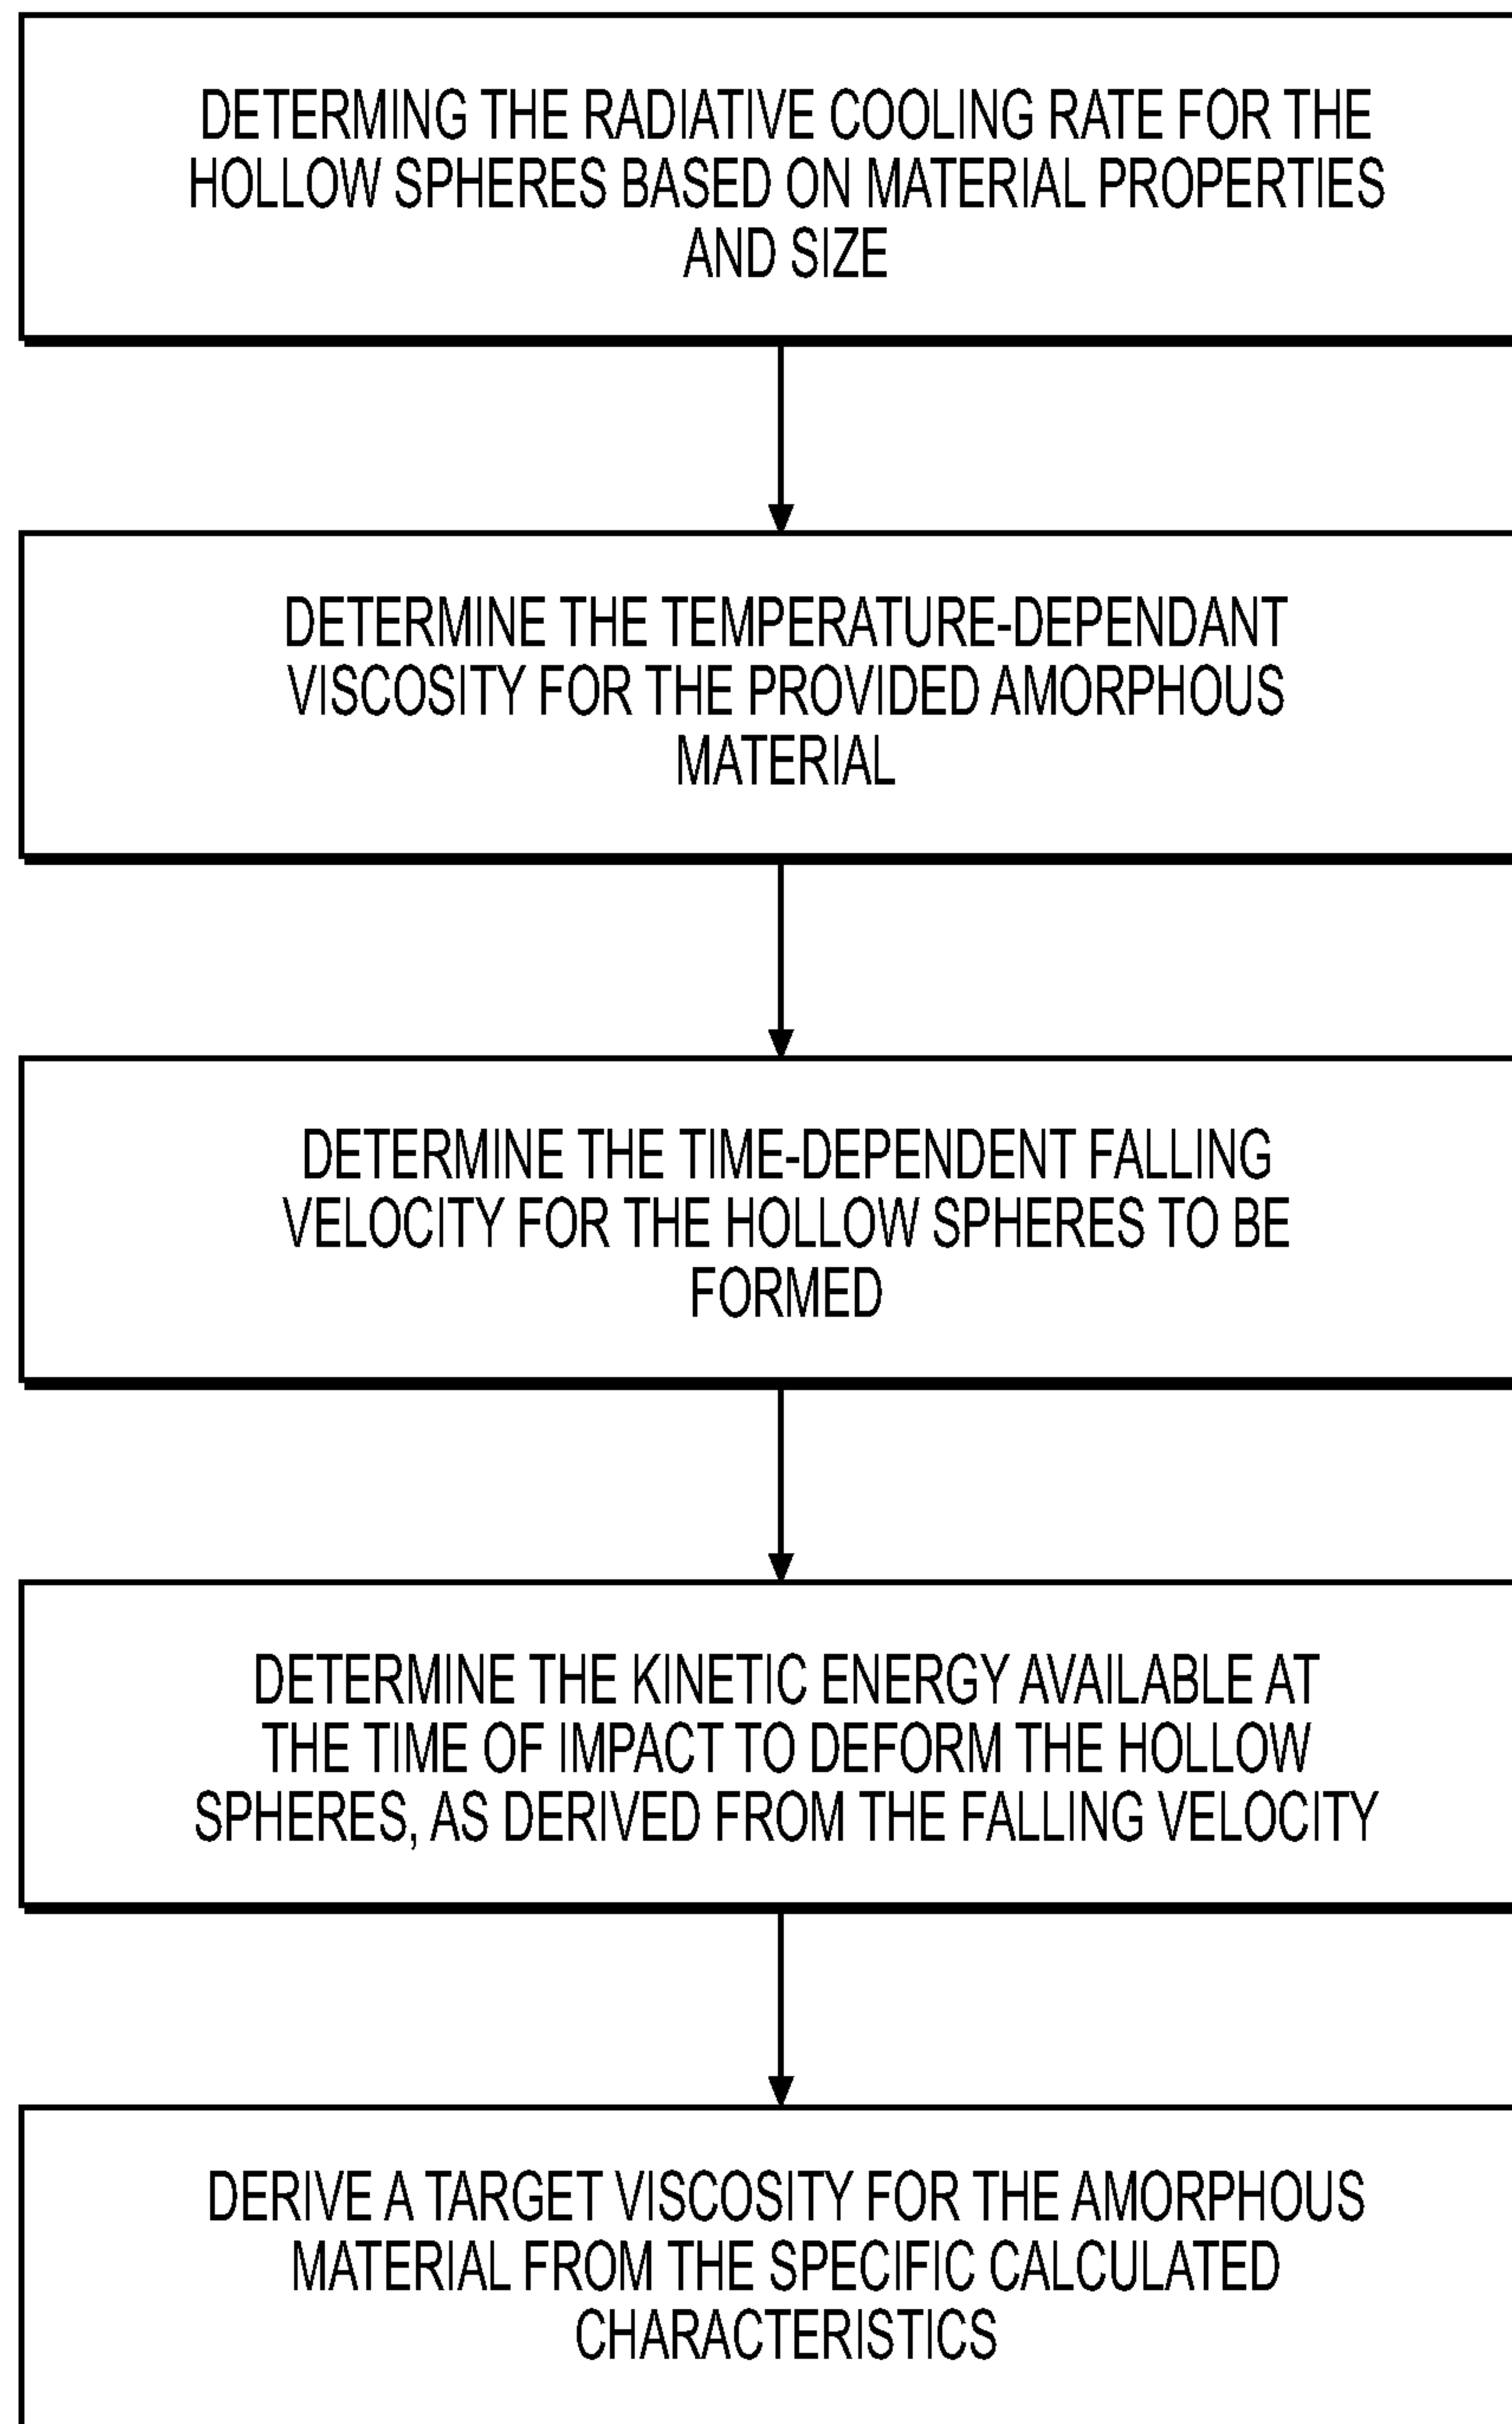 DETERMING THE RADIATIVE COOLING RATE FOR THE
HOLLOW SPHERES BASED ON MATERIAL PROPERTIES
AND SIZE
DETERMINE THE TEMPERATURE-DEPENDANT
VISCOSITY FOR THE PROVIDED AMORPHOUS
MATERIAL
DETERMINE THE TIME-DEPENDENT FALLING
VELOCITY FOR THE HOLLOW SPHERES TO BE
FORMED
DETERMINE THE KINETIC ENERGY AVAILABLE AT
THE TIME OF IMPACT TO DEFORM THE HOLLOW
SPHERES, AS DERIVED FROM THE FALLING VELOCITY
DERIVE A TARGET VISCOSITY FOR THE AMORPHOUS
MATERIAL FROM THE SPECIFIC CALCULATED
CHARACTERISTICS